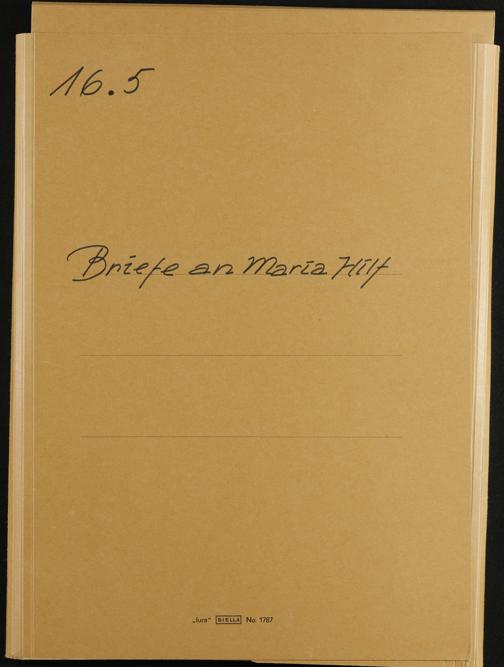 16.5
Briefe an Maria Hilf
„Jura“ BIELLA No. 1787